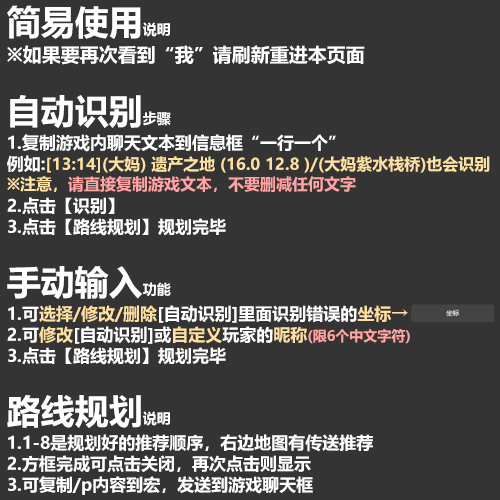 简易使用说明
※如果要再次看到“我”请刷新重进本页面
自动识别步骤
1.复制游戏内聊天文本到信息框“一行一个”
例如:[13:14](大妈) 遗产之地 (16.0 12.8 )/(大妈紫水栈桥)也会识别
※注意，请直接复制游戏文本，不要删减任何文字
2.点击【识别】
3.点击【路线规划】规划完毕
手动输入功能
1.可选择/修改/删除[自动识别]里面识别错误的坐标→ 坐标
2.可修改[自动识别]或自定义玩家的昵称(限6个中文字符)
3.点击【路线规划】规划完毕
路线规划说明
1.1-8是规划好的推荐顺序，右边地图有传送推荐
2.方框完成可点击关闭，再次点击则显示
3.可复制/p内容到宏，发送到游戏聊天框